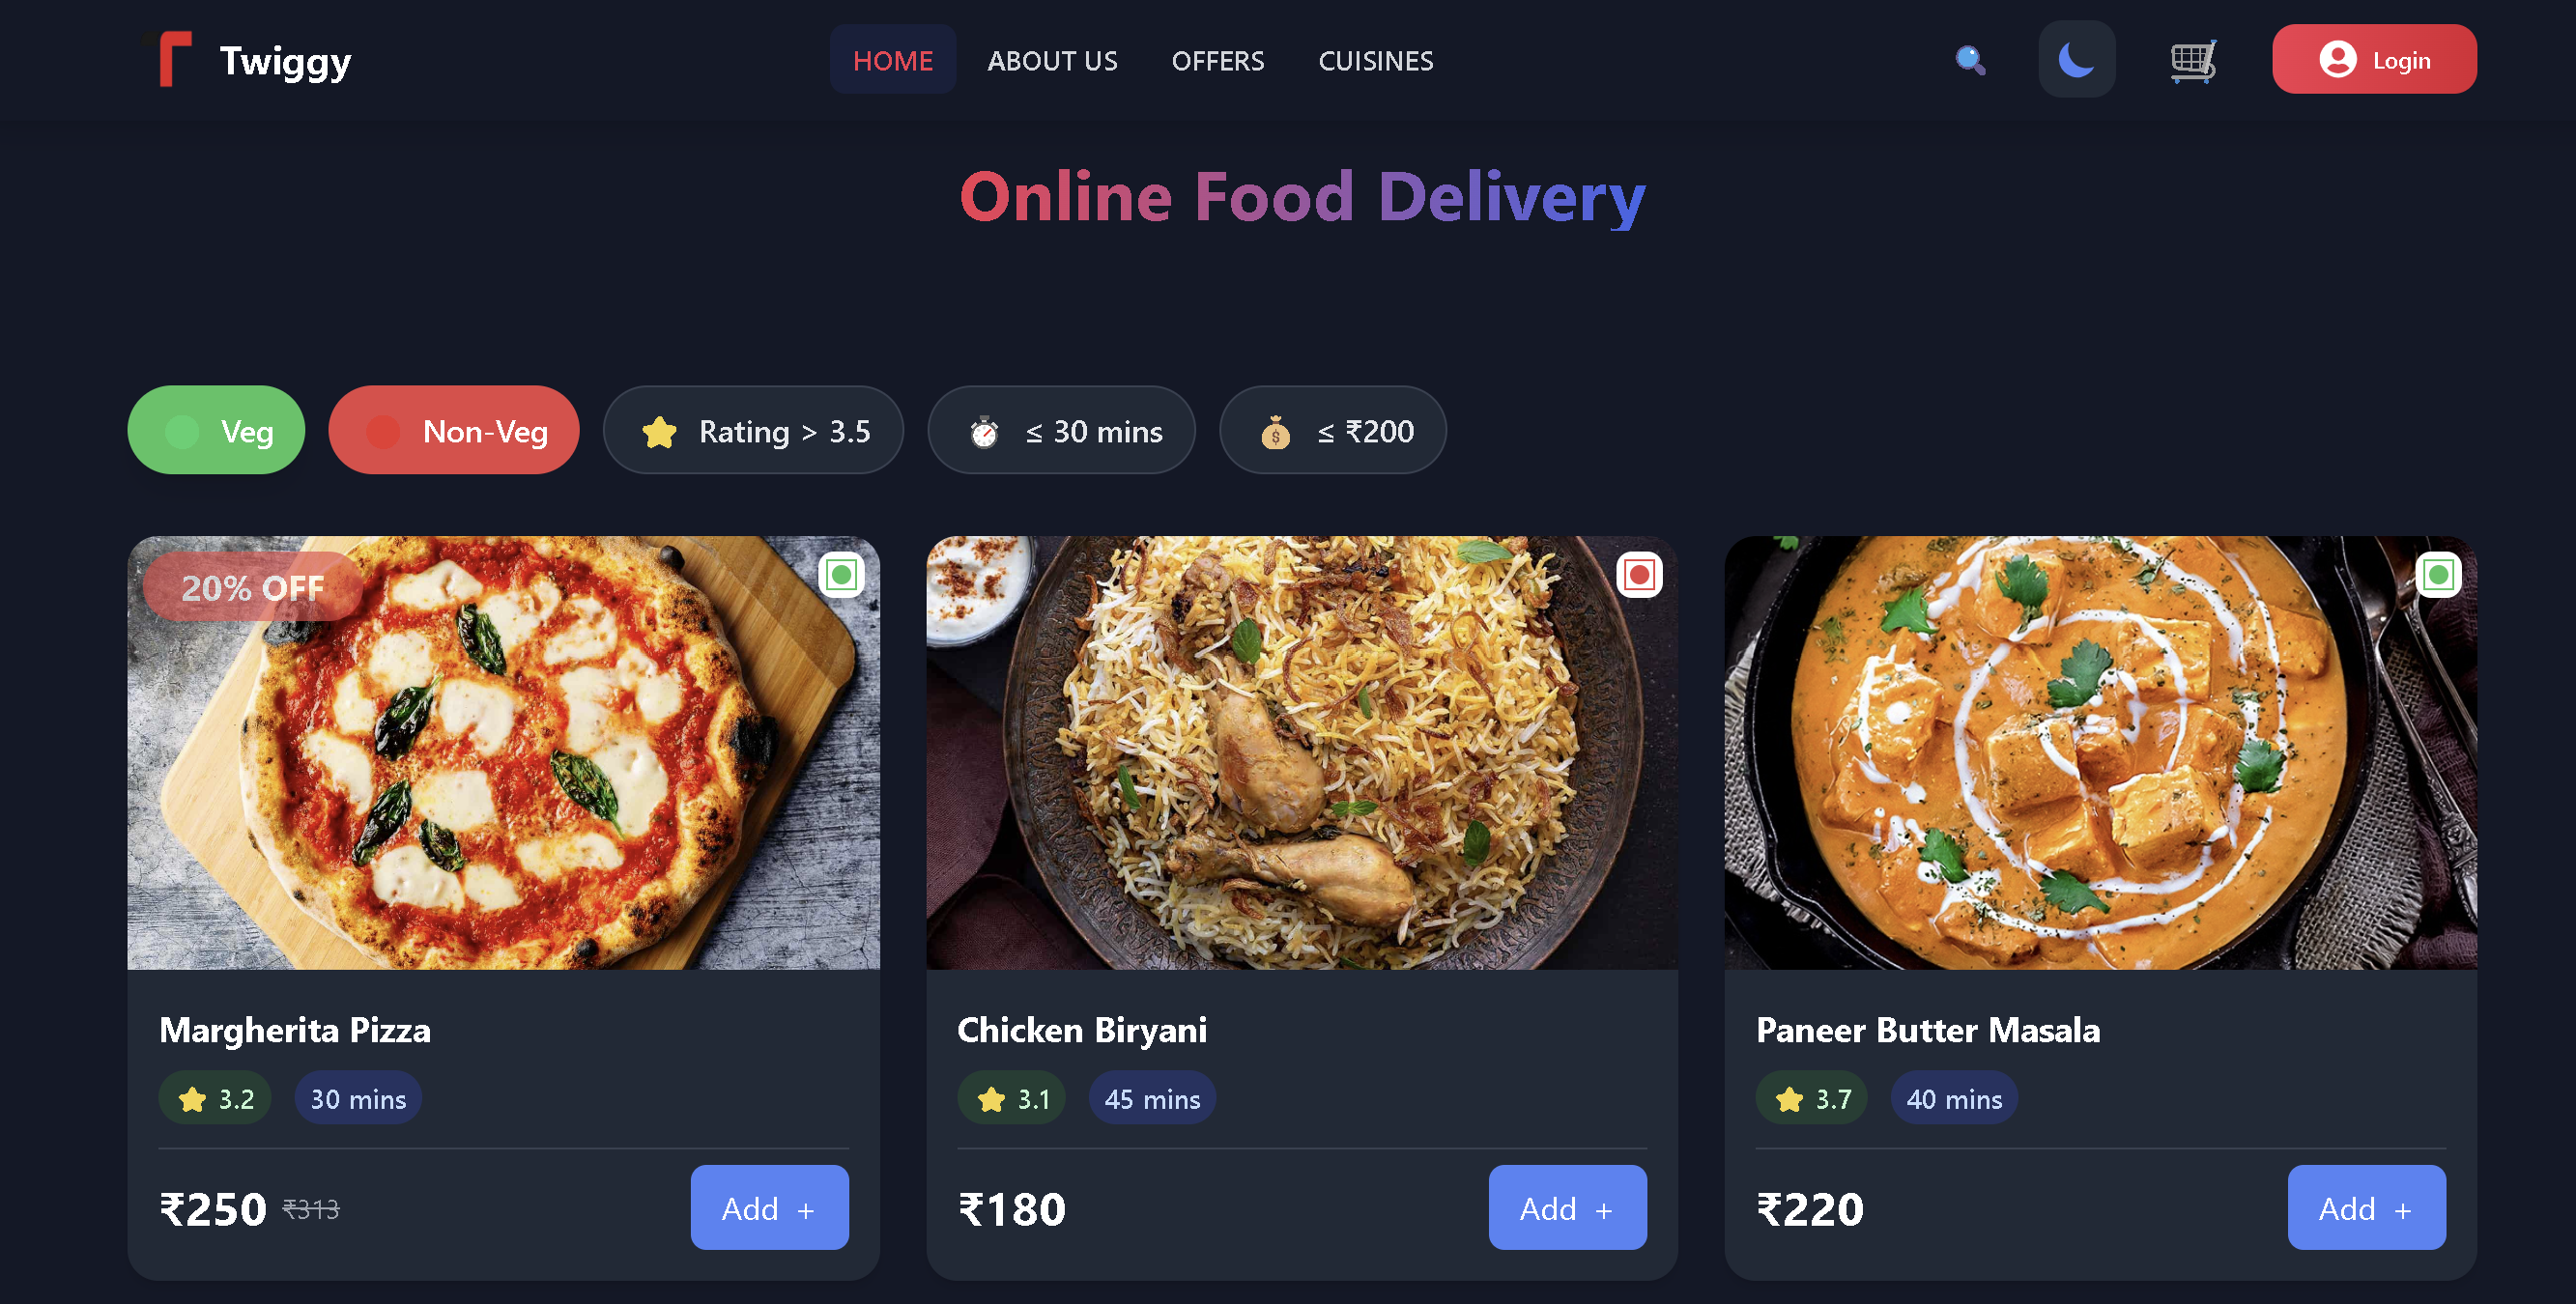 Twiggy
HOME ABOUT US OFFERS CUISINES
Login
Online Food Delivery
Veg Non-Veg Rating > 3.5 ≤ 30 mins ≤ ₹200
20% OFF
Margherita Pizza
3.2 30 mins
₹250 ₹313 Add +
Chicken Biryani
3.1 45 mins
₹180 Add +
Paneer Butter Masala
3.7 40 mins
₹220 Add +